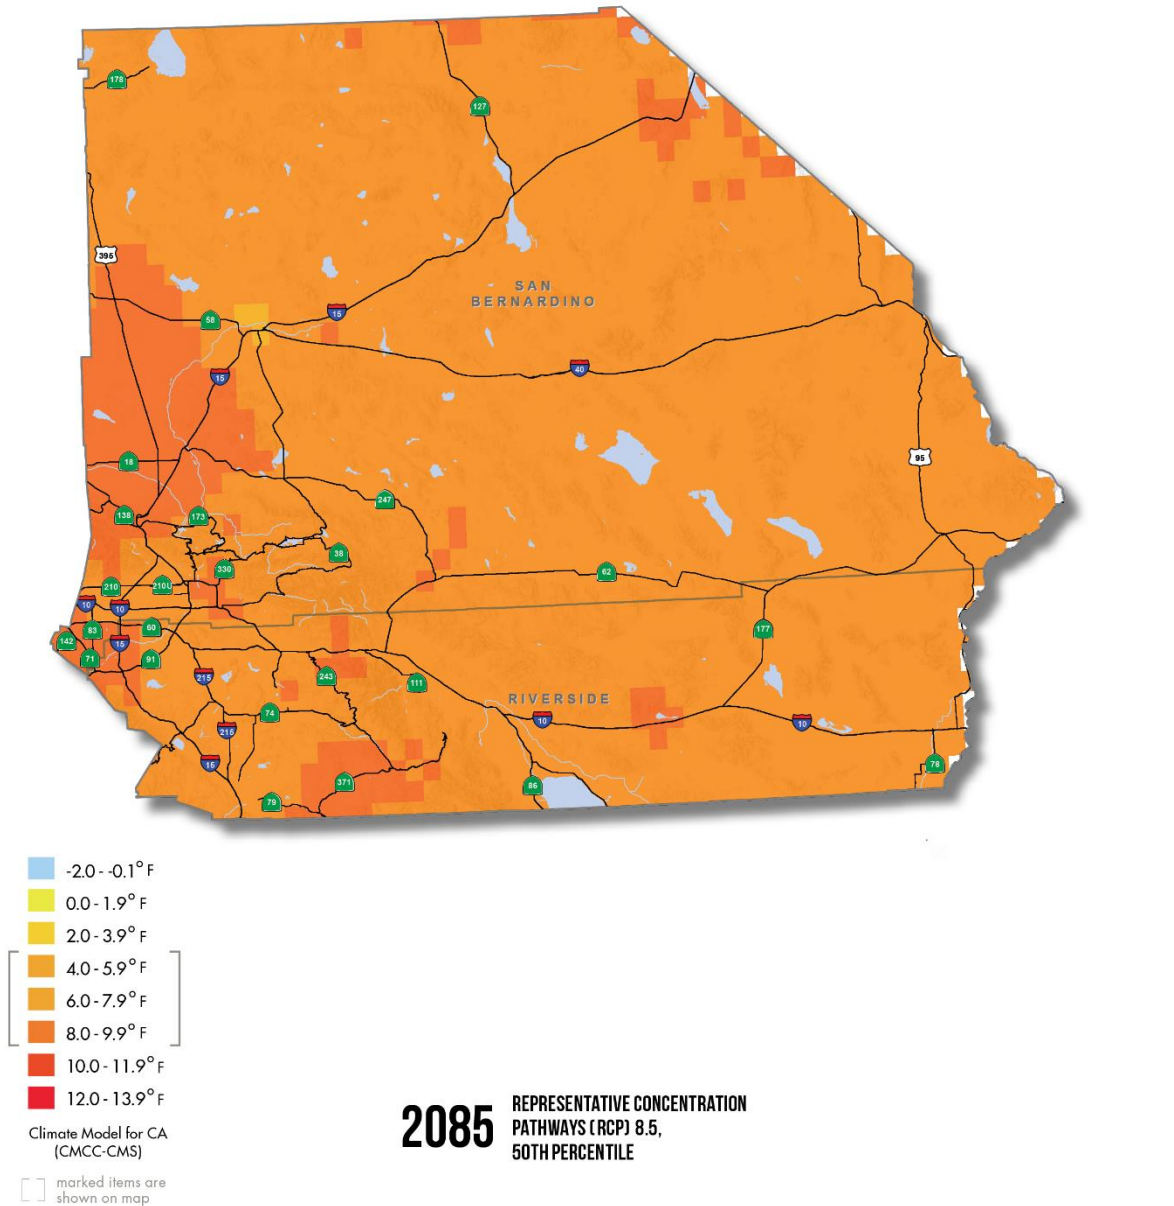 178
127
395
SAN
BERNARDINO
58
15
15
40
18
95
247
138
173
38
330
62
210
210U
10
10
60
83
177
142
15
71
91
215
243
111
RIVERSIDE
74
10
10
215
15
78
371
86
79
-2.0 - -0.1° F
0.0 - 1.9° F
2.0 - 3.9° F
4.0 - 5.9° F
6.0 - 7.9° F
8.0 - 9.9° F
10.0 - 11.9° F
12.0 - 13.9° F
Climate Model for CA
(CMCC-CMS)
marked items are
shown on map
2085
REPRESENTATIVE CONCENTRATION
PATHWAYS (RCP) 8.5,
50TH PERCENTILE